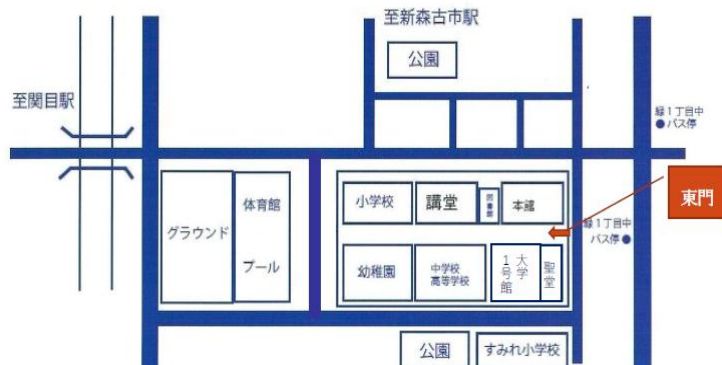 至新森古市駅
公園
至関目駅
緑1丁目中
●バス停
東門
小学校
講堂
図書館
本館
グラウンド
体育館
プール
緑1丁目中
バス停●
幼稚園
中学校
高等学校
大学
1号館
聖堂
公園
すみれ小学校